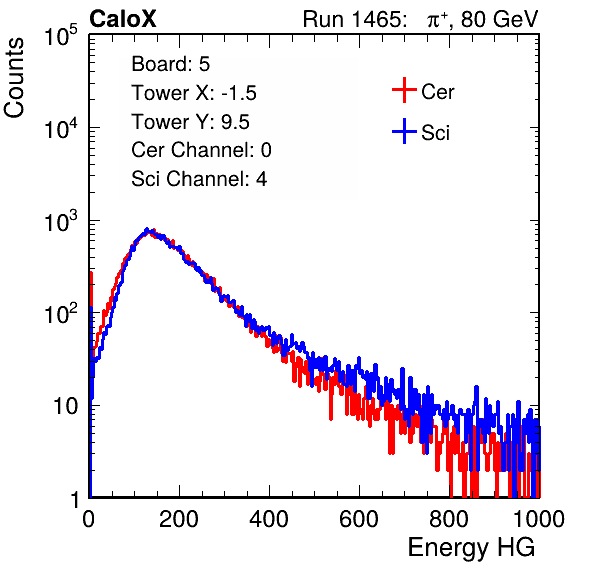 CaloX Run 1465: π⁺, 80 GeV
Counts
10⁵
10⁴
10³
10²
10
1
Board: 5
Tower X: -1.5
Tower Y: 9.5
Cer Channel: 0
Sci Channel: 4
Cer
Sci
0 200 400 600 800 1000
Energy HG